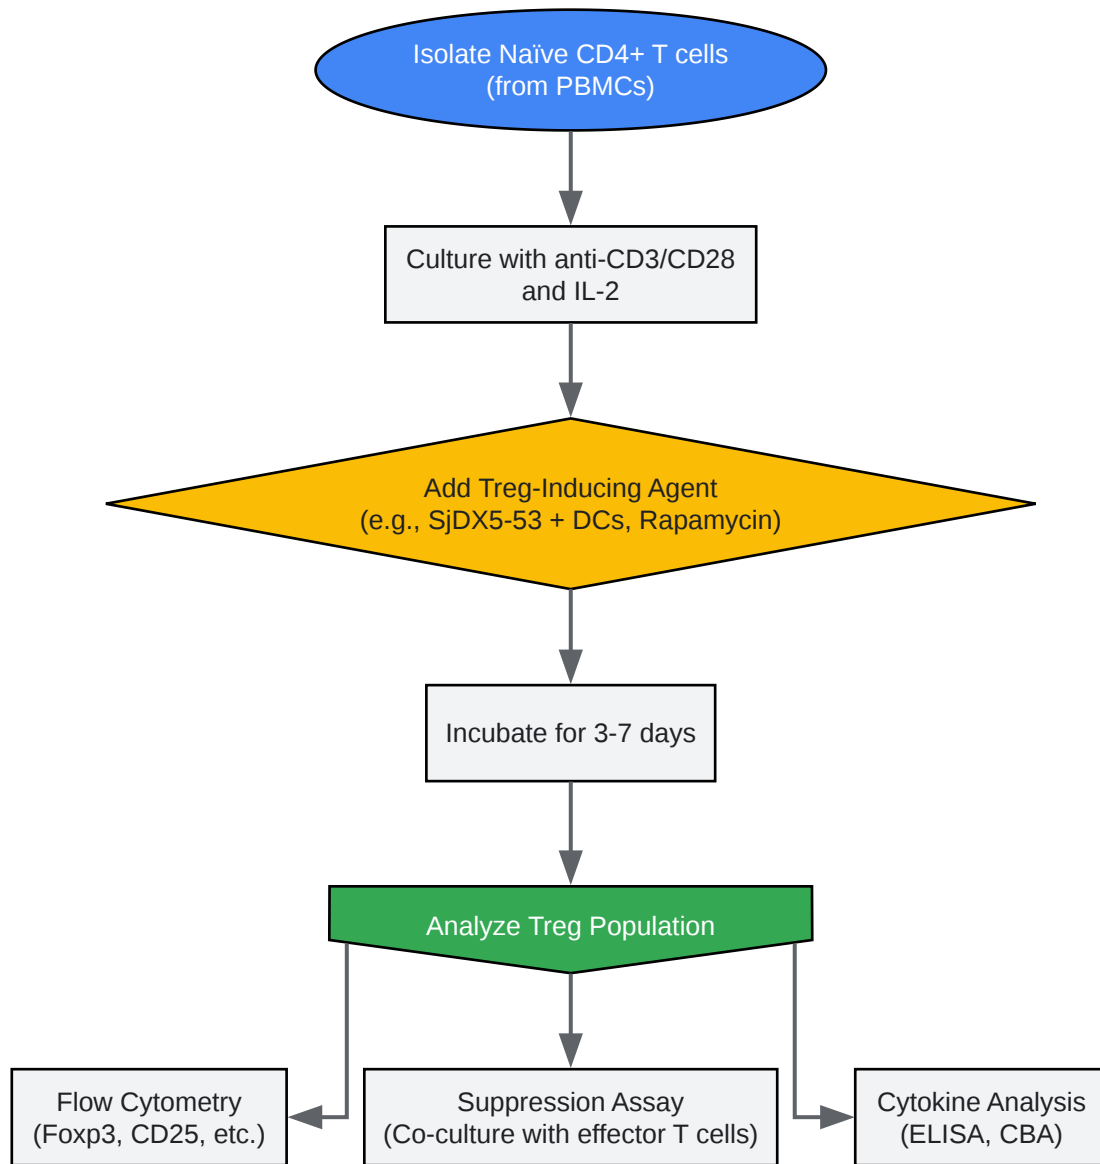 Isolate Naïve CD4+ T cells
(from PBMCs)
Culture with anti-CD3/CD28
and IL-2
Add Treg-Inducing Agent
(e.g., SjDX5-53 + DCs, Rapamycin)
Incubate for 3-7 days
Analyze Treg Population
Flow Cytometry
(Foxp3, CD25, etc.)
Suppression Assay
(Co-culture with effector T cells)
Cytokine Analysis
(ELISA, CBA)